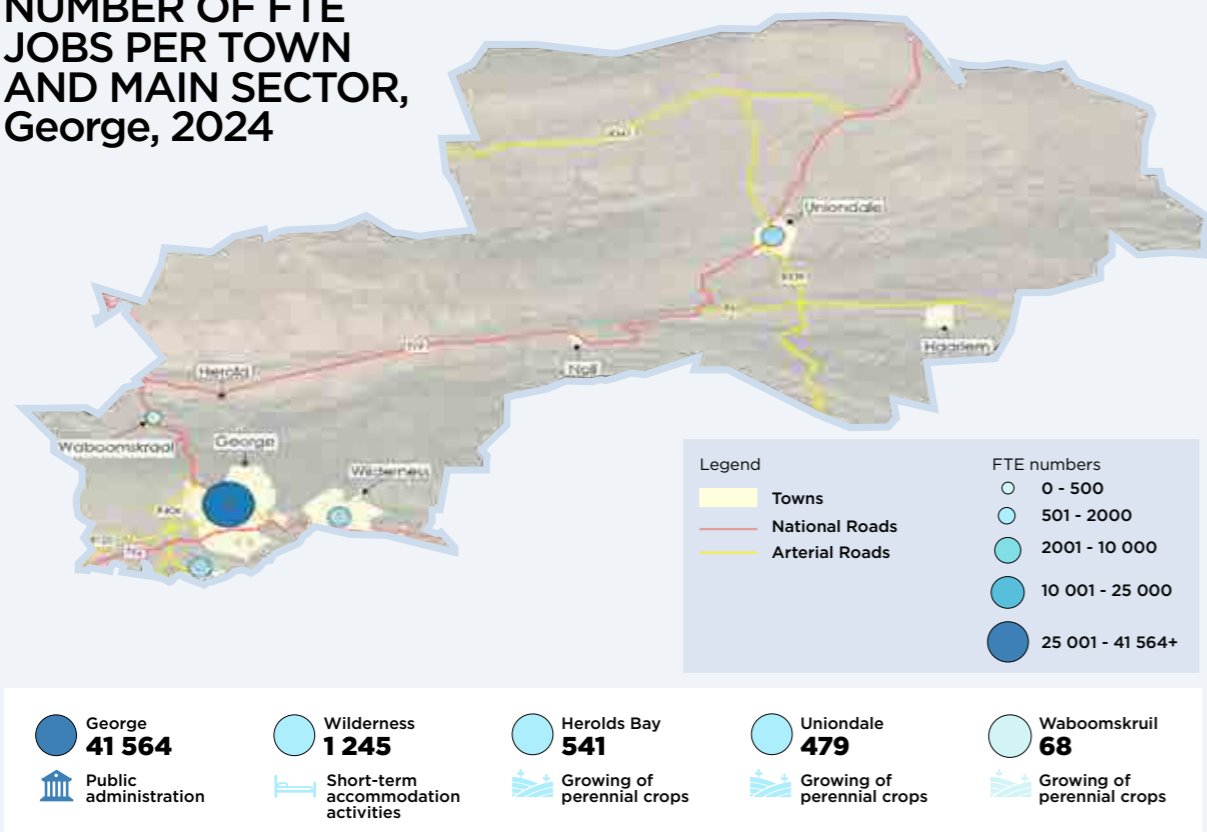 NUMBER OF FTE
JOBS PER TOWN
AND MAIN SECTOR,
George, 2024
Uniondale
Haarlem
Noll
Herold
Waboomskraal
George
Wilderness
Legend
Towns
National Roads
Arterial Roads
FTE numbers
0 - 500
501 - 2000
2001 - 10 000
10 001 - 25 000
25 001 - 41 564+
George
41 564
Public
administration
Wilderness
1 245
Short-term
accommodation
activities
Herolds Bay
541
Growing of
perennial crops
Uniondale
479
Growing of
perennial crops
Waboomskruil
68
Growing of
perennial crops